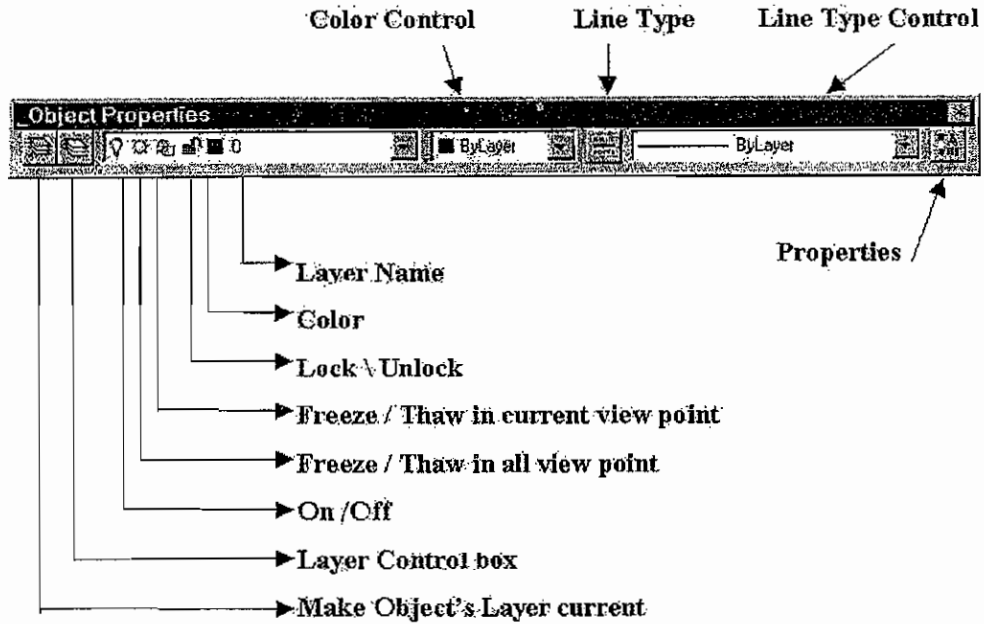 Color Control Line Type Line Type Control
_Object Properties
0 ByLayer ByLayer
Properties
Layer Name
Color
Lock \ Unlock
Freeze / Thaw in current view point
Freeze / Thaw in all view point
On /Off
Layer Control box
Make Object's Layer current